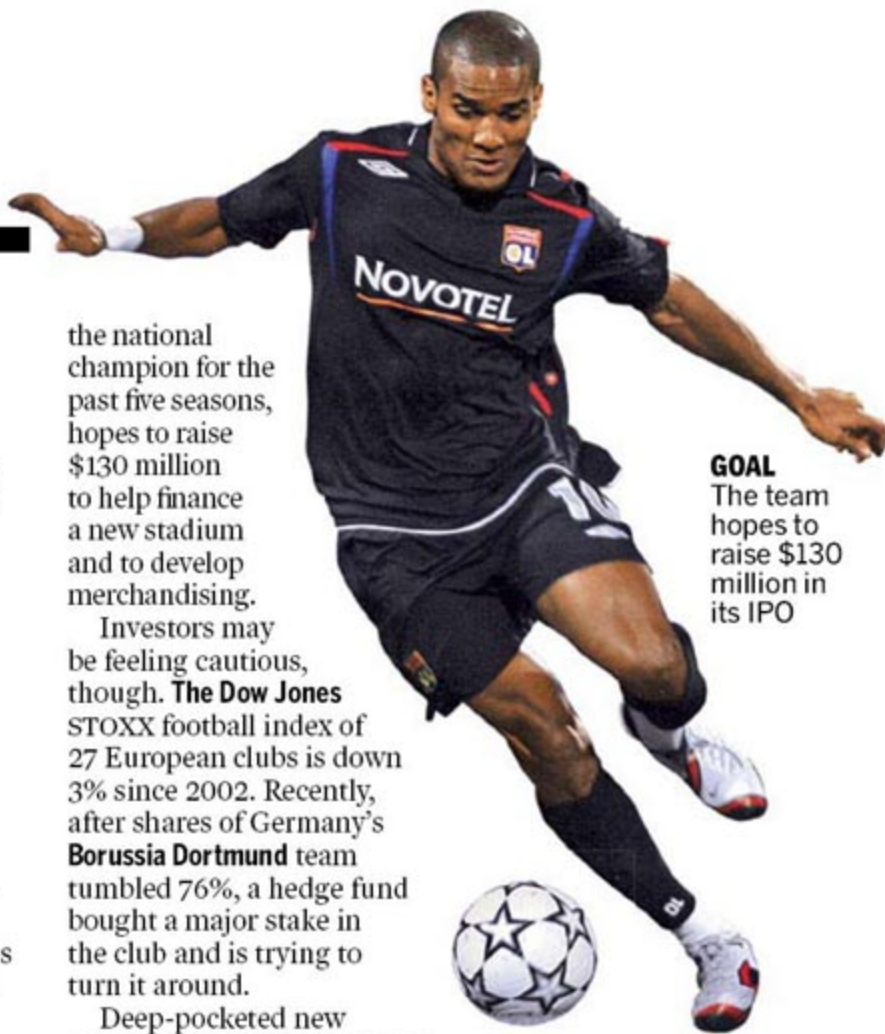 the national
champion for the
past five seasons,
hopes to raise
$130 million
to help finance
a new stadium
and to develop
merchandising.
Investors may
be feeling cautious,
though. The Dow Jones
STOXX football index of
27 European clubs is down
3% since 2002. Recently,
after shares of Germany's
Borussia Dortmund team
tumbled 76%, a hedge fund
bought a major stake in
the club and is trying to
turn it around.
Deep-pocketed new
s
NOVOTEL
OL
10
OL
GOAL
The team
hopes to
raise $130
million in
its IPO